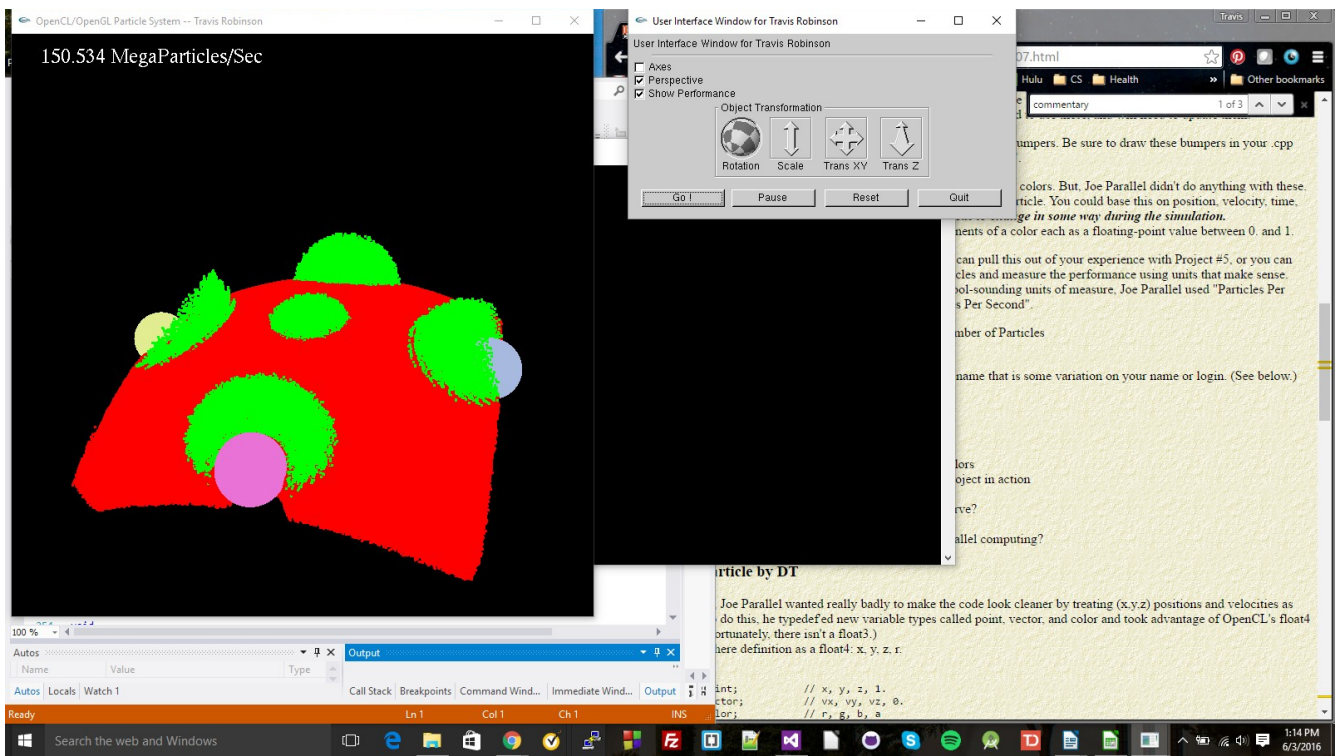 OpenCL/OpenGL Particle System -- Travis Robinson
150.534 MegaParticles/Sec
User Interface Window for Travis Robinson
User Interface Window for Travis Robinson
Axes
Perspective
Show Performance
Object Transformation
Rotation Scale Trans XY Trans Z
Go ! Pause Reset Quit
Travis
07.html
Hulu CS Health » Other bookmarks
commentary 1 of 3
umpers. Be sure to draw these bumpers in your .cpp
colors. But, Joe Parallel didn't do anything with these.
rticle. You could base this on position, velocity, time,
ge in some way during the simulation.
nents of a color each as a floating-point value between 0. and 1.
can pull this out of your experience with Project #5, or you can
cles and measure the performance using units that make sense.
ool-sounding units of measure, Joe Parallel used "Particles Per
s Per Second".
mber of Particles
name that is some variation on your name or login. (See below.)
lors
oject in action
rve?
allel computing?
rticle by DT
Joe Parallel wanted really badly to make the code look cleaner by treating (x,y,z) positions and velocities as
do this, he typedef'ed new variable types called point, vector, and color and took advantage of OpenCL's float4
ortunately, there isn't a float3.)
here definition as a float4: x, y, z, r.
int; // x, y, z, 1.
ctor; // vx, vy, vz, 0.
lor; // r, g, b, a
100 %
Autos
Name Value Type
Autos Locals Watch 1
Output
Call Stack Breakpoints Command Wind... Immediate Wind... Output
Ready Ln 1 Col 1 Ch 1 INS
Search the web and Windows
1:14 PM
6/3/2016